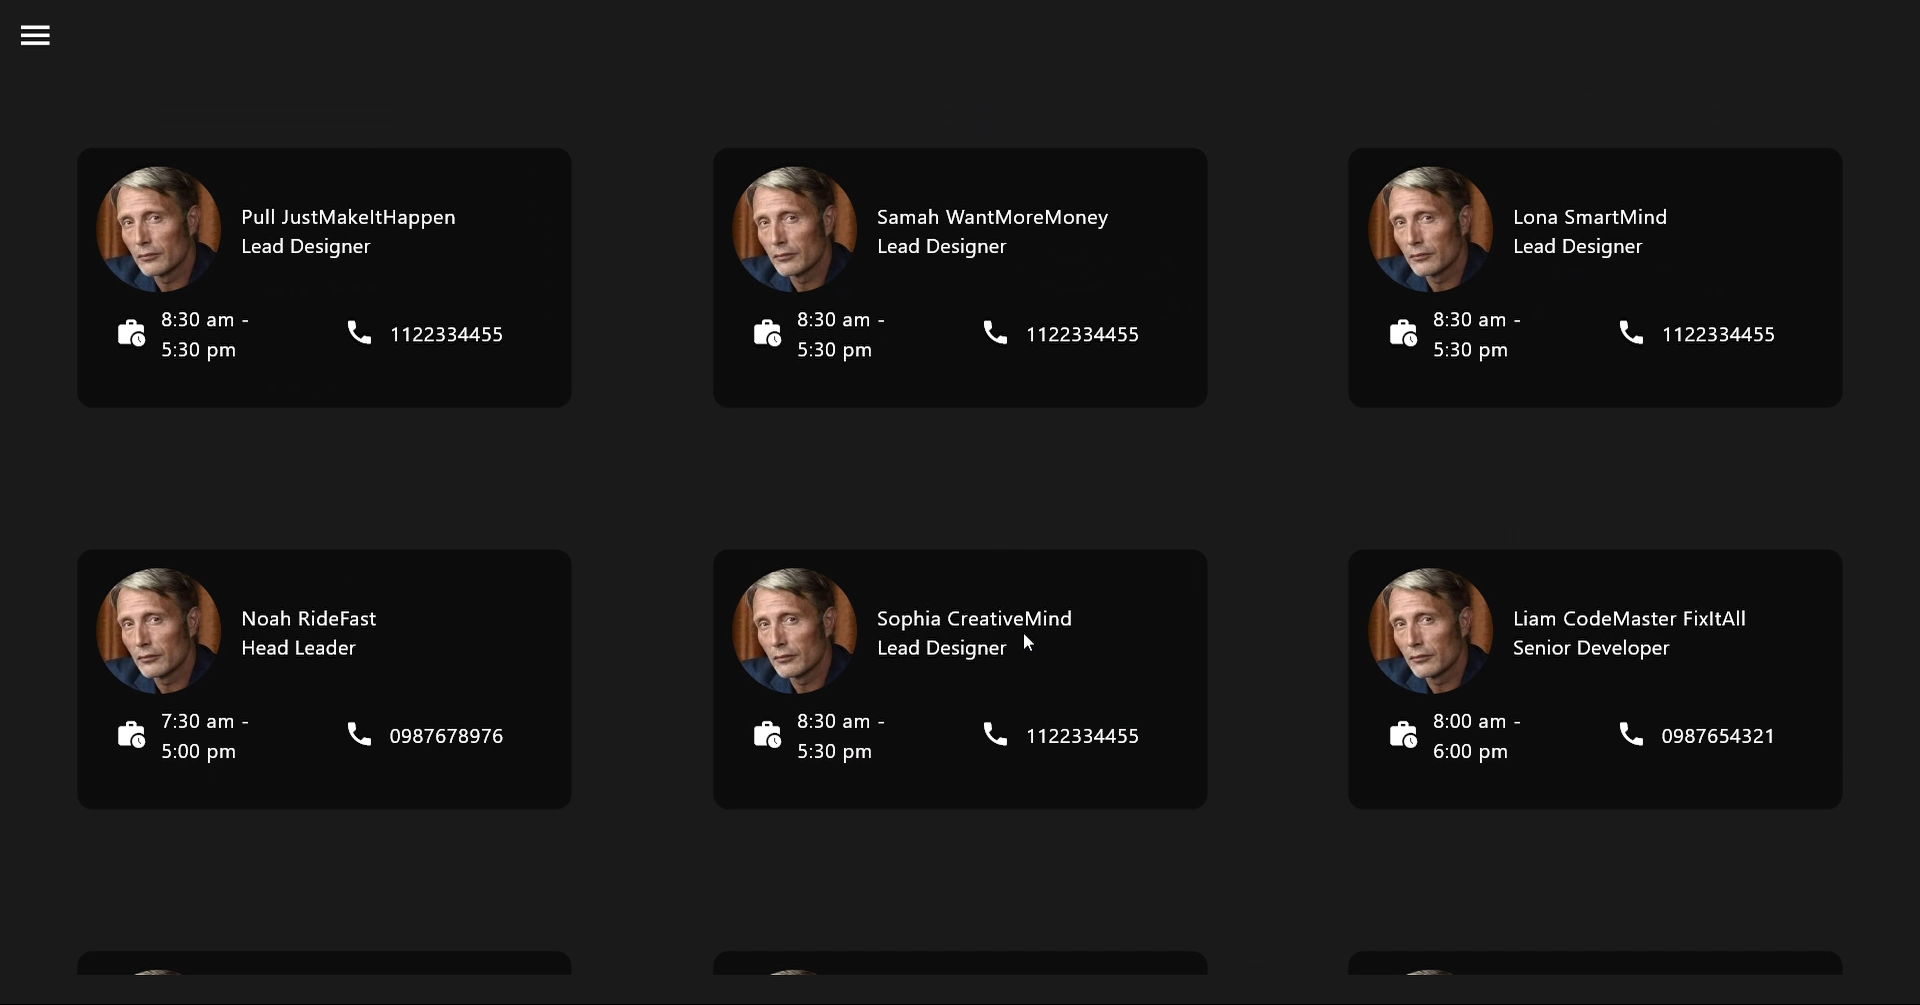 Pull JustMakeItHappen
Lead Designer
8:30 am -
5:30 pm
1122334455
Samah WantMoreMoney
Lead Designer
8:30 am -
5:30 pm
1122334455
Lona SmartMind
Lead Designer
8:30 am -
5:30 pm
1122334455
Noah RideFast
Head Leader
7:30 am -
5:00 pm
0987678976
Sophia CreativeMind
Lead Designer
8:30 am -
5:30 pm
1122334455
Liam CodeMaster FixItAll
Senior Developer
8:00 am -
6:00 pm
0987654321